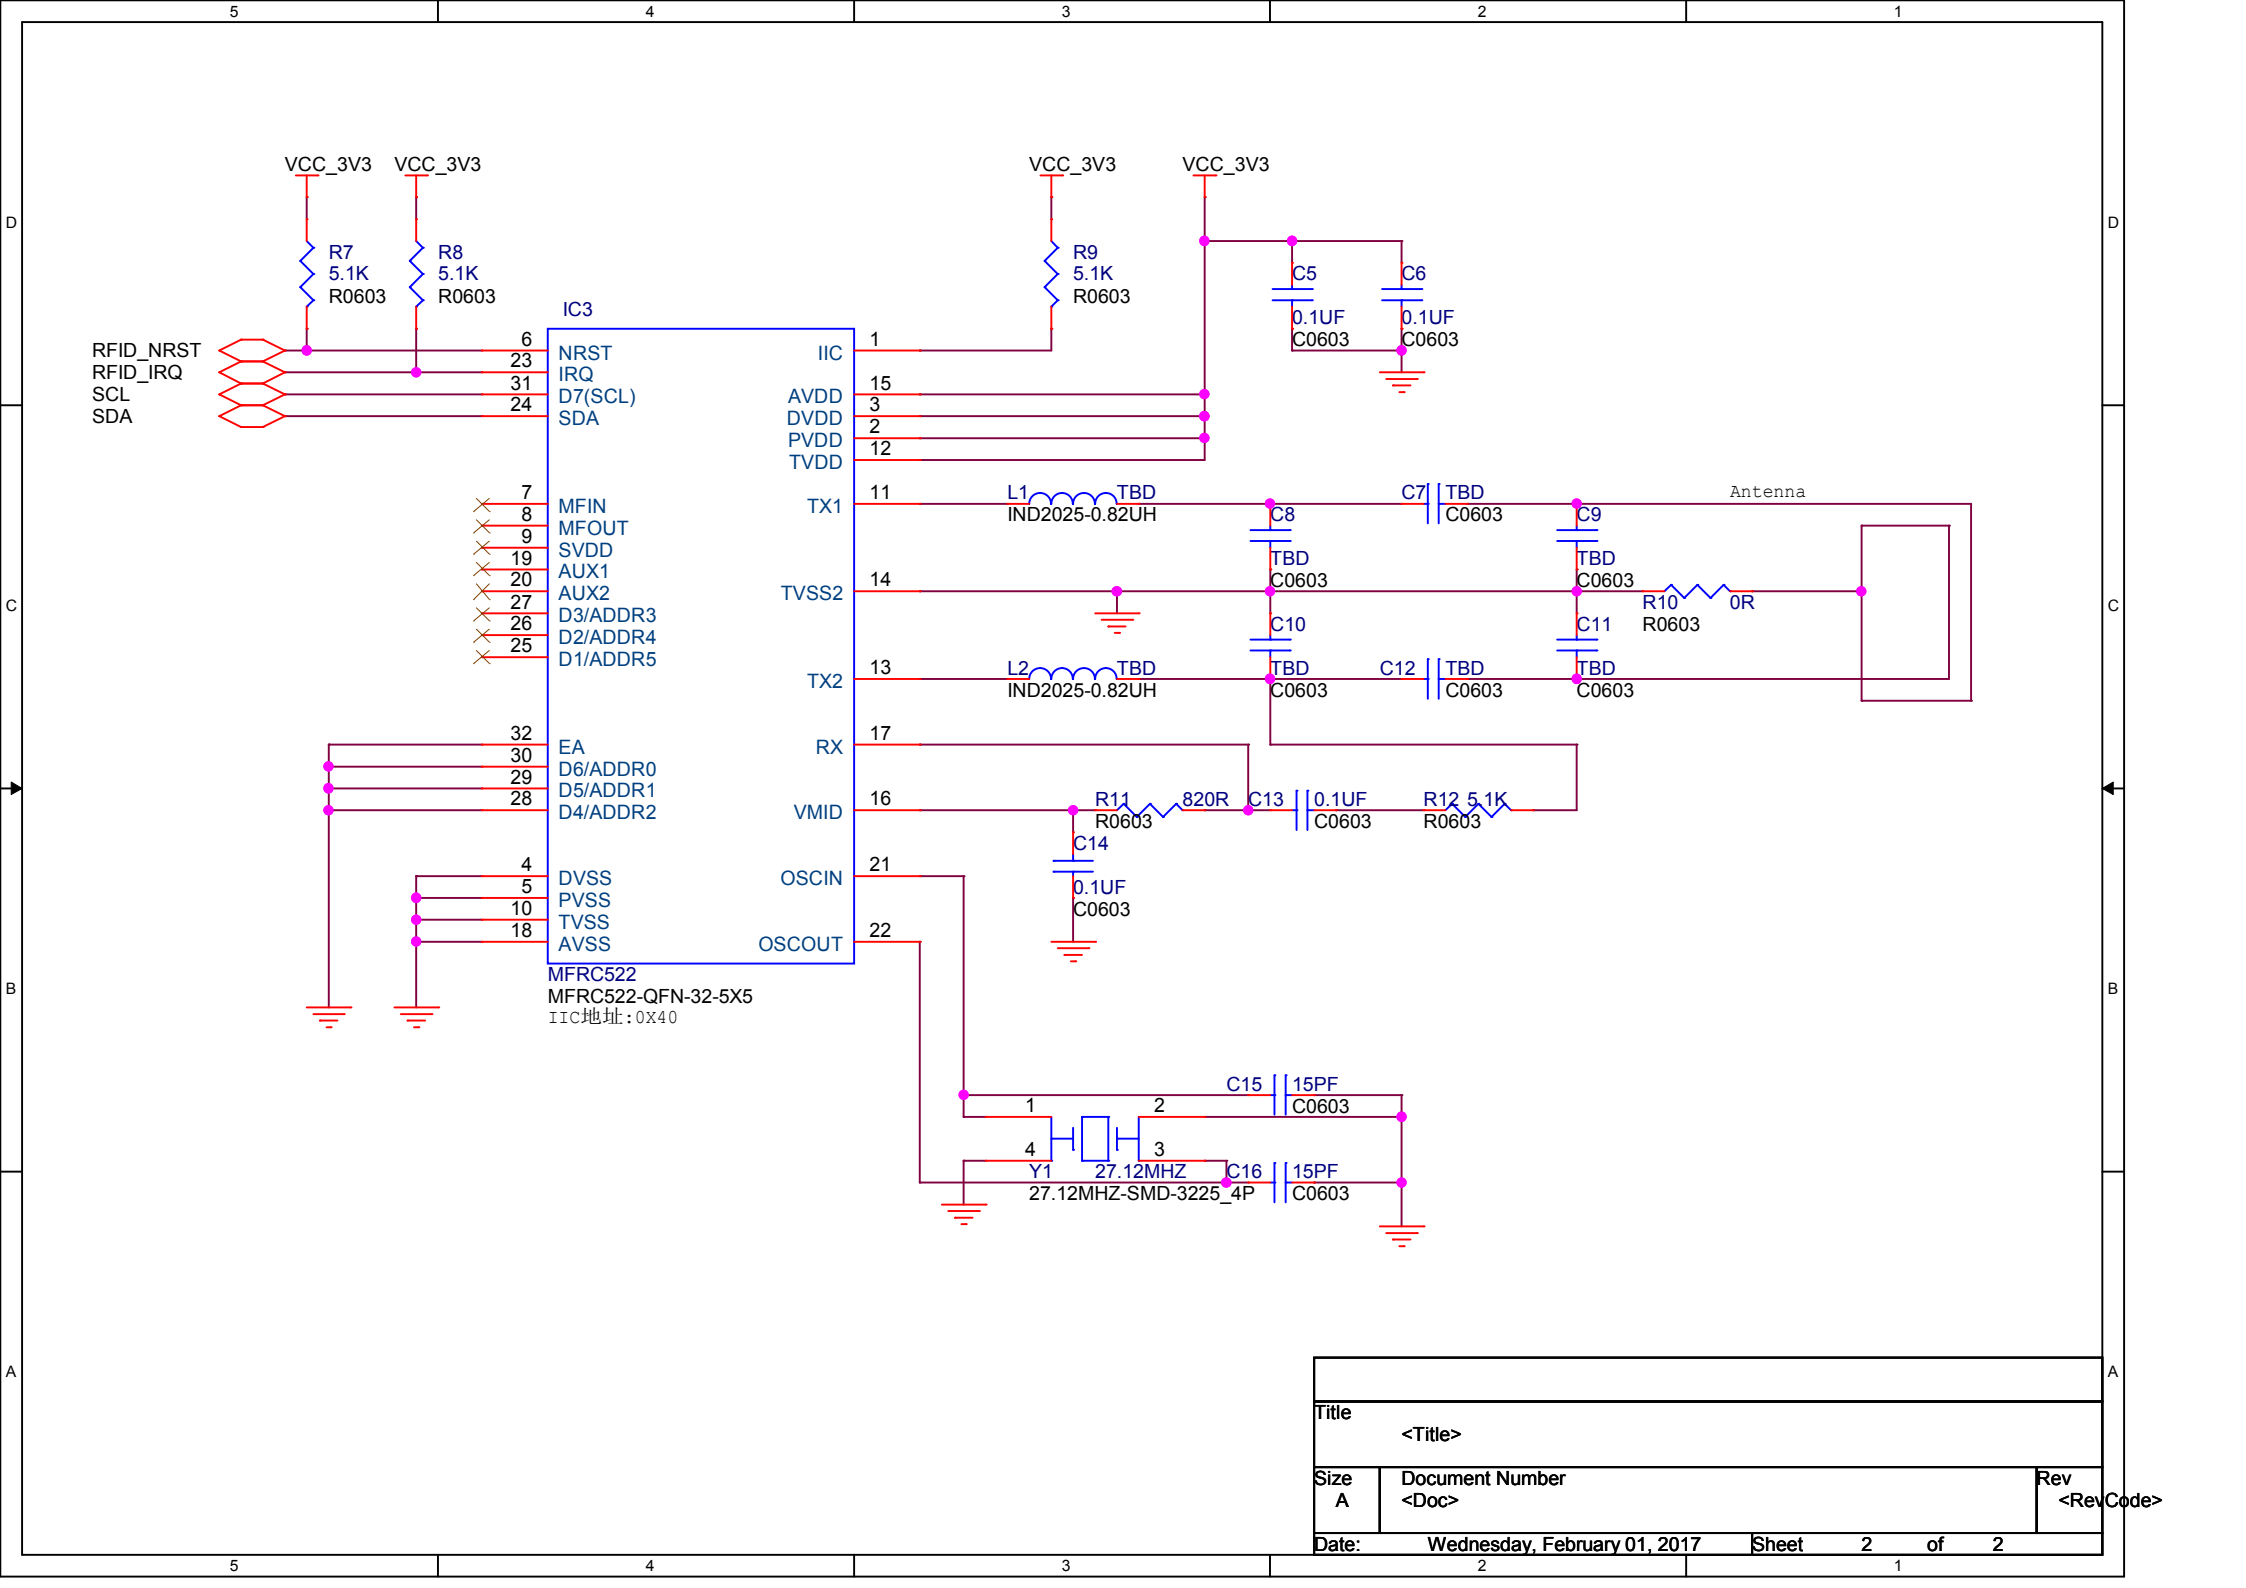 5 4 3 2 1
D
D
VCC_3V3 VCC_3V3 VCC_3V3 VCC_3V3
R7
5.1K
R0603
R8
5.1K
R0603
R9
5.1K
R0603
C5
0.1UF
C0603
C6
0.1UF
C0603
IC3
RFID_NRST
RFID_IRQ
SCL
SDA
6 NRST
23 IRQ
31 D7(SCL)
24 SDA
7 MFIN
8 MFOUT
9 SVDD
19 AUX1
20 AUX2
27 D3/ADDR3
26 D2/ADDR4
25 D1/ADDR5
32 EA
30 D6/ADDR0
29 D5/ADDR1
28 D4/ADDR2
4 DVSS
5 PVSS
10 TVSS
18 AVSS
IIC 1
AVDD 15
DVDD 3
PVDD 2
TVDD 12
TX1 11
TVSS2 14
TX2 13
RX 17
VMID 16
OSCIN 21
OSCOUT 22
MFRC522
MFRC522-QFN-32-5X5
IIC地址:0X40
L1 TBD
IND2025-0.82UH
C7 TBD
C0603
Antenna
C8
TBD
C0603
C9
TBD
C0603
R10 0R
R0603
C10
TBD
C0603
C11
TBD
C0603
L2 TBD
IND2025-0.82UH
C12 TBD
C0603
R11 820R
R0603
C13 0.1UF
C0603
R12 5.1K
R0603
C14
0.1UF
C0603
C15 15PF
C0603
1 2
4 3
Y1 27.12MHZ
27.12MHZ-SMD-3225_4P
C16 15PF
C0603
C
C
B
B
A
A
Title
<Title>
Size
A
Document Number
<Doc>
Rev
<RevCode>
Date: Wednesday, February 01, 2017 Sheet 2 of 2
5 4 3 2 1